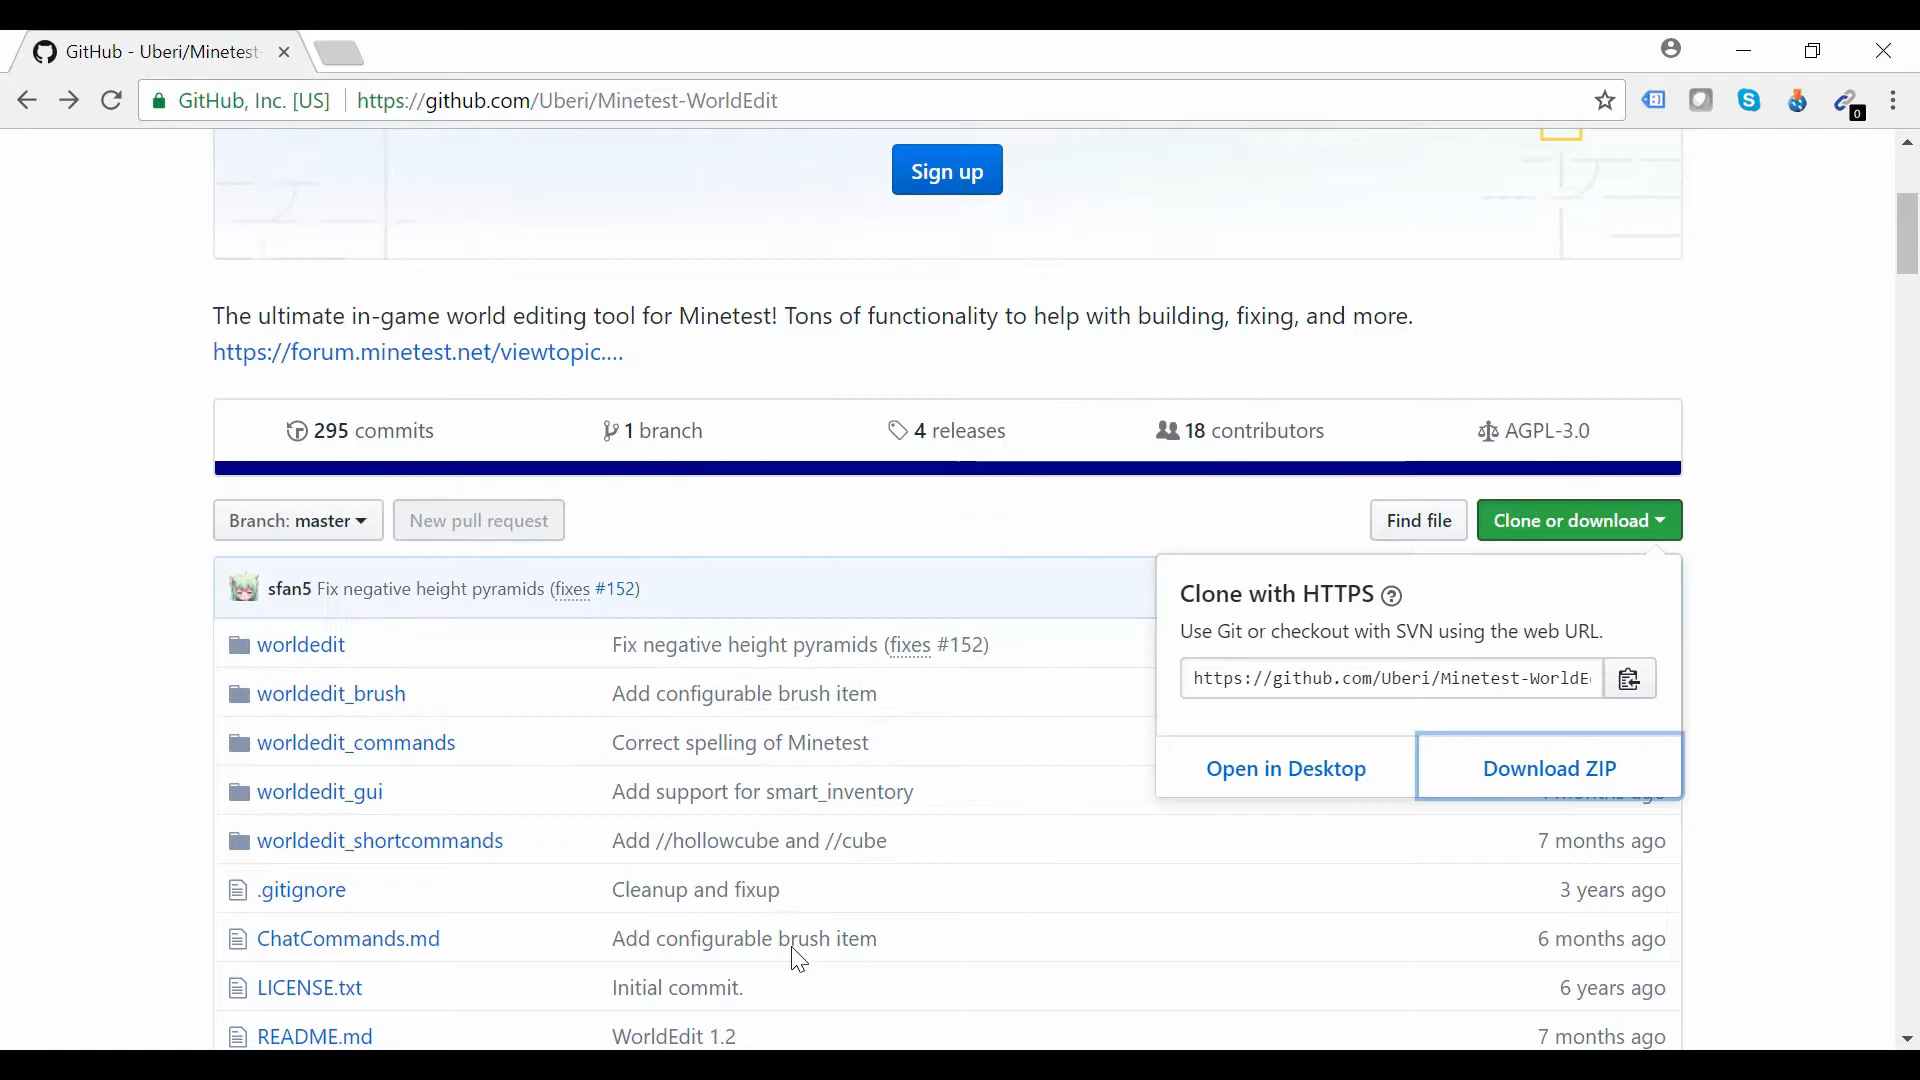 GitHub - Uberi/Minetest-
GitHub, Inc. [US] https://github.com/Uberi/Minetest-WorldEdit
0
Sign up
The ultimate in-game world editing tool for Minetest! Tons of functionality to help with building, fixing, and more.
https://forum.minetest.net/viewtopic....
295 commits 1 branch 4 releases 18 contributors AGPL-3.0
Branch: master New pull request Find file Clone or download
sfan5 Fix negative height pyramids (fixes #152)
Clone with HTTPS
Use Git or checkout with SVN using the web URL.
https://github.com/Uberi/Minetest-WorldE
Open in Desktop Download ZIP
worldedit Fix negative height pyramids (fixes #152)
worldedit_brush Add configurable brush item
worldedit_commands Correct spelling of Minetest
worldedit_gui Add support for smart_inventory months ago
worldedit_shortcommands Add //hollowcube and //cube 7 months ago
.gitignore Cleanup and fixup 3 years ago
ChatCommands.md Add configurable brush item 6 months ago
LICENSE.txt Initial commit. 6 years ago
README.md WorldEdit 1.2 7 months ago